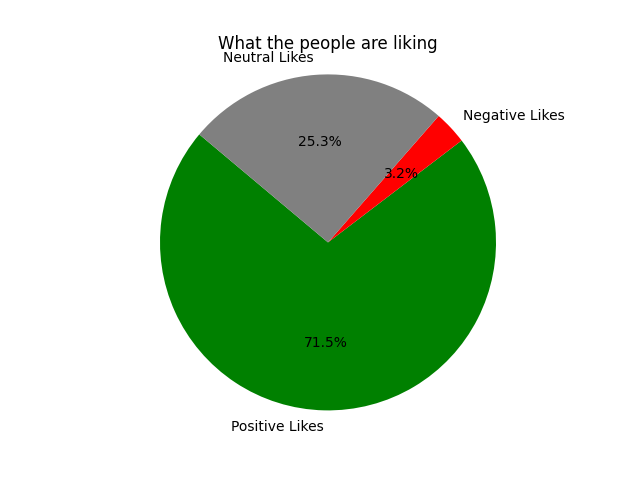 What the people are liking
Neutral Likes
Negative Likes
25.3%
3.2%
71.5%
Positive Likes